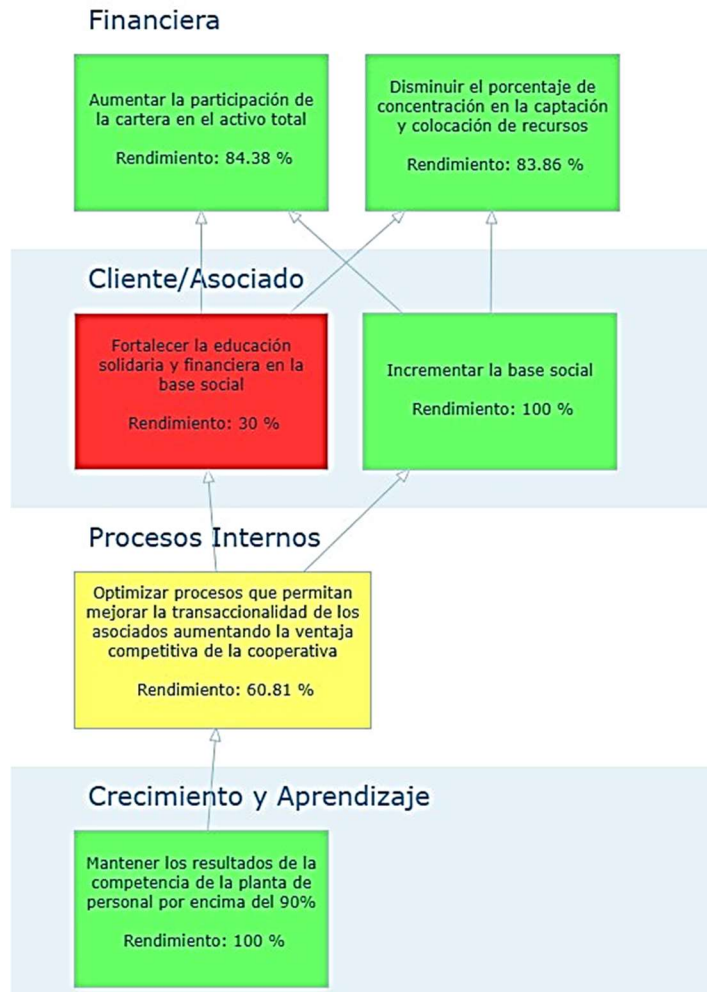 Financiera
Aumentar la participación de
la cartera en el activo total
Rendimiento: 84.38 %
Disminuir el porcentaje de
concentración en la captación
y colocación de recursos
Rendimiento: 83.86 %
Cliente/Asociado
Fortalecer la educación
solidaria y financiera en la
base social
Rendimiento: 30 %
Incrementar la base social
Rendimiento: 100 %
Procesos Internos
Optimizar procesos que permitan
mejorar la transaccionalidad de los
asociados aumentando la ventaja
competitiva de la cooperativa
Rendimiento: 60.81 %
Crecimiento y Aprendizaje
Mantener los resultados de la
competencia de la planta de
personal por encima del 90%
Rendimiento: 100 %